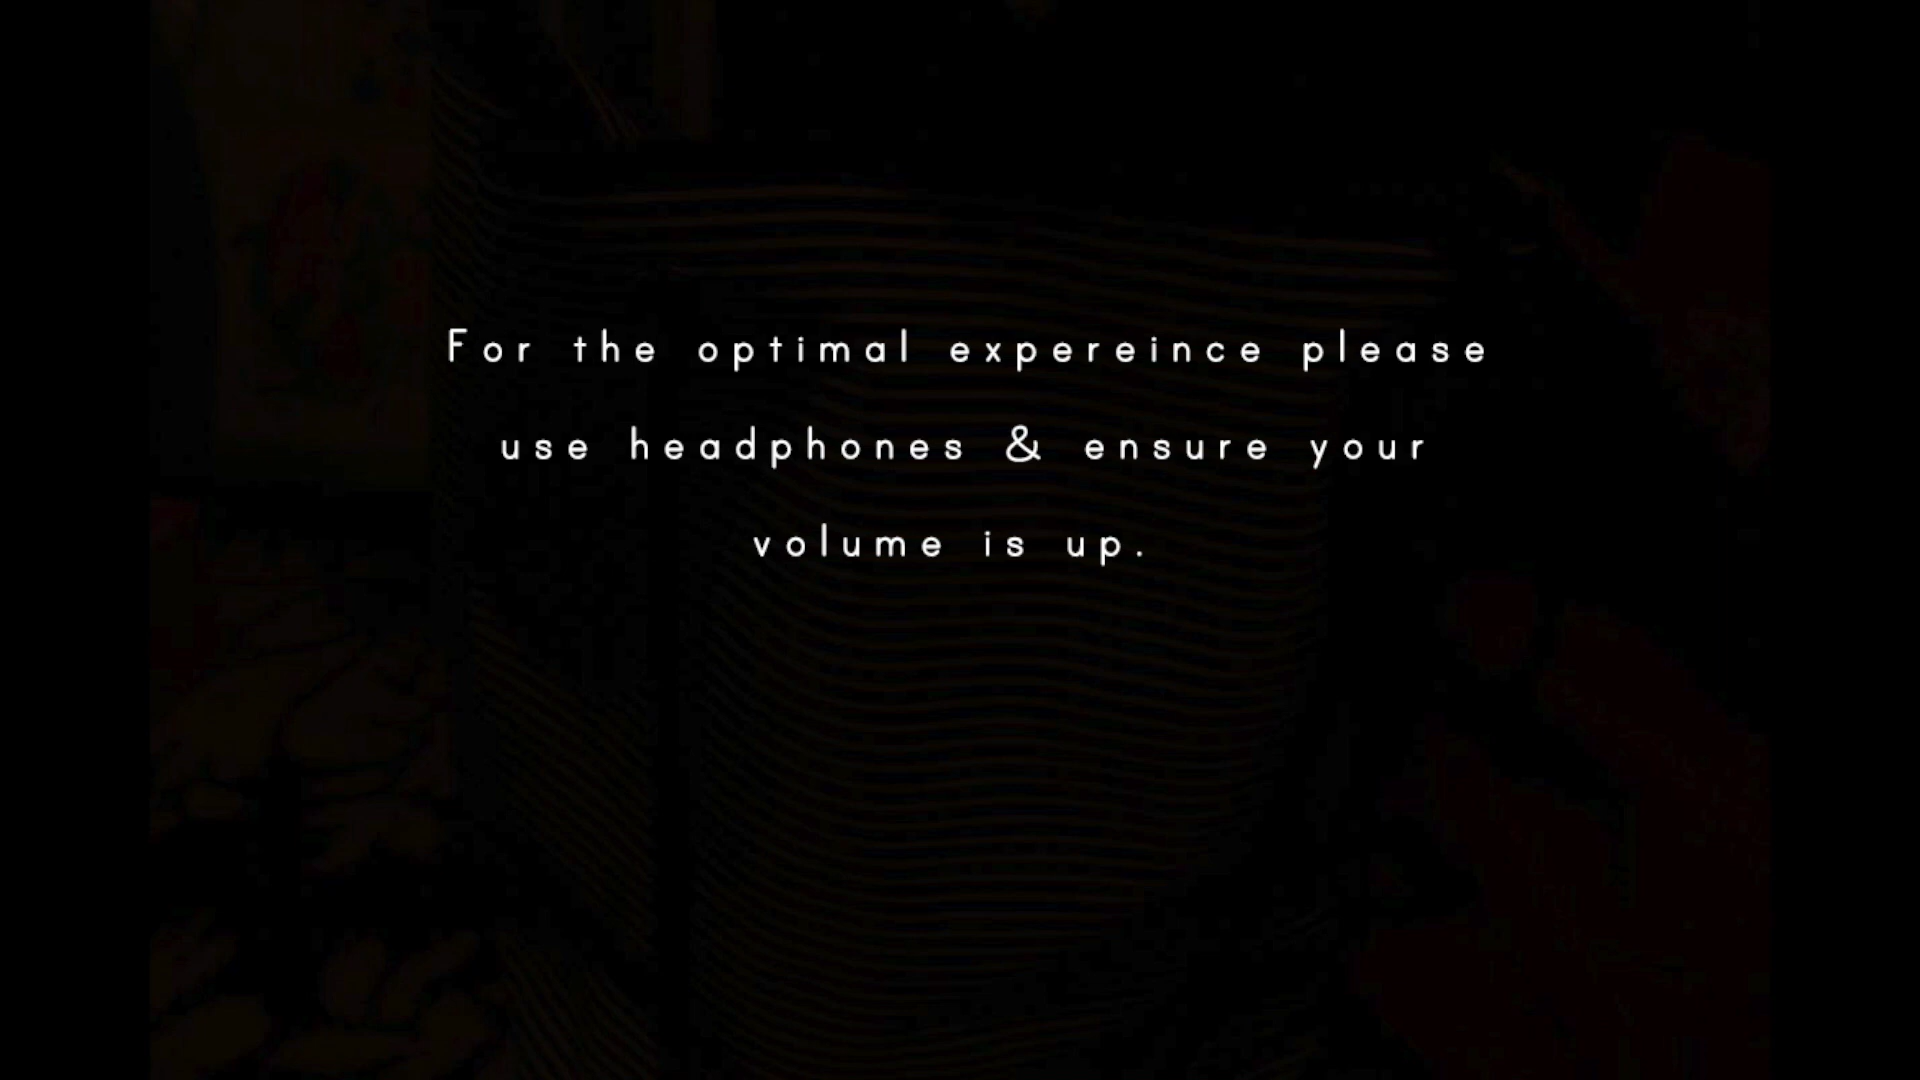 For the optimal expereince please
use headphones & ensure your
volume is up.